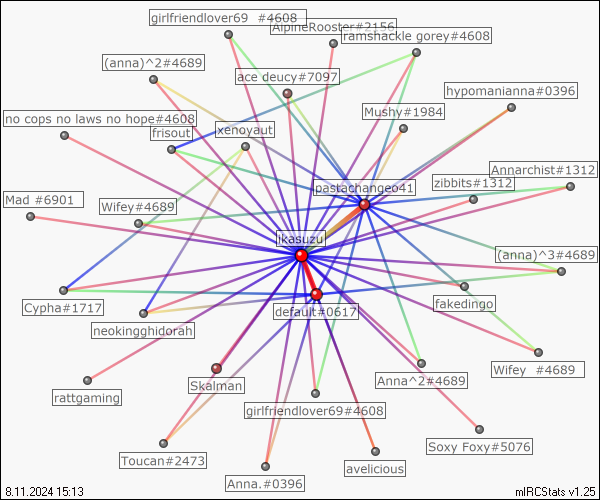 girlfriendlover69 #4608
AlpineRooster#2156
ramshackle gorey#4608
(anna)^2#4689
ace deucy#7097
hypomanianna#0396
no cops no laws no hope#4608
Mushy#1984
frisout
xenoyaut
Annarchist#1312
zibbits#1312
pastachangeo41
Mad #6901
Wifey#4689
ikasuzu
(anna)^3#4689
Cypha#1717
fakedingo
default#0617
neokingghidorah
Wifey #4689
Anna^2#4689
Skalman
rattgaming
girlfriendlover69#4608
Soxy Foxy#5076
Toucan#2473
avelicious
Anna.#0396
8.11.2024 15:13
mIRCStats v1.25